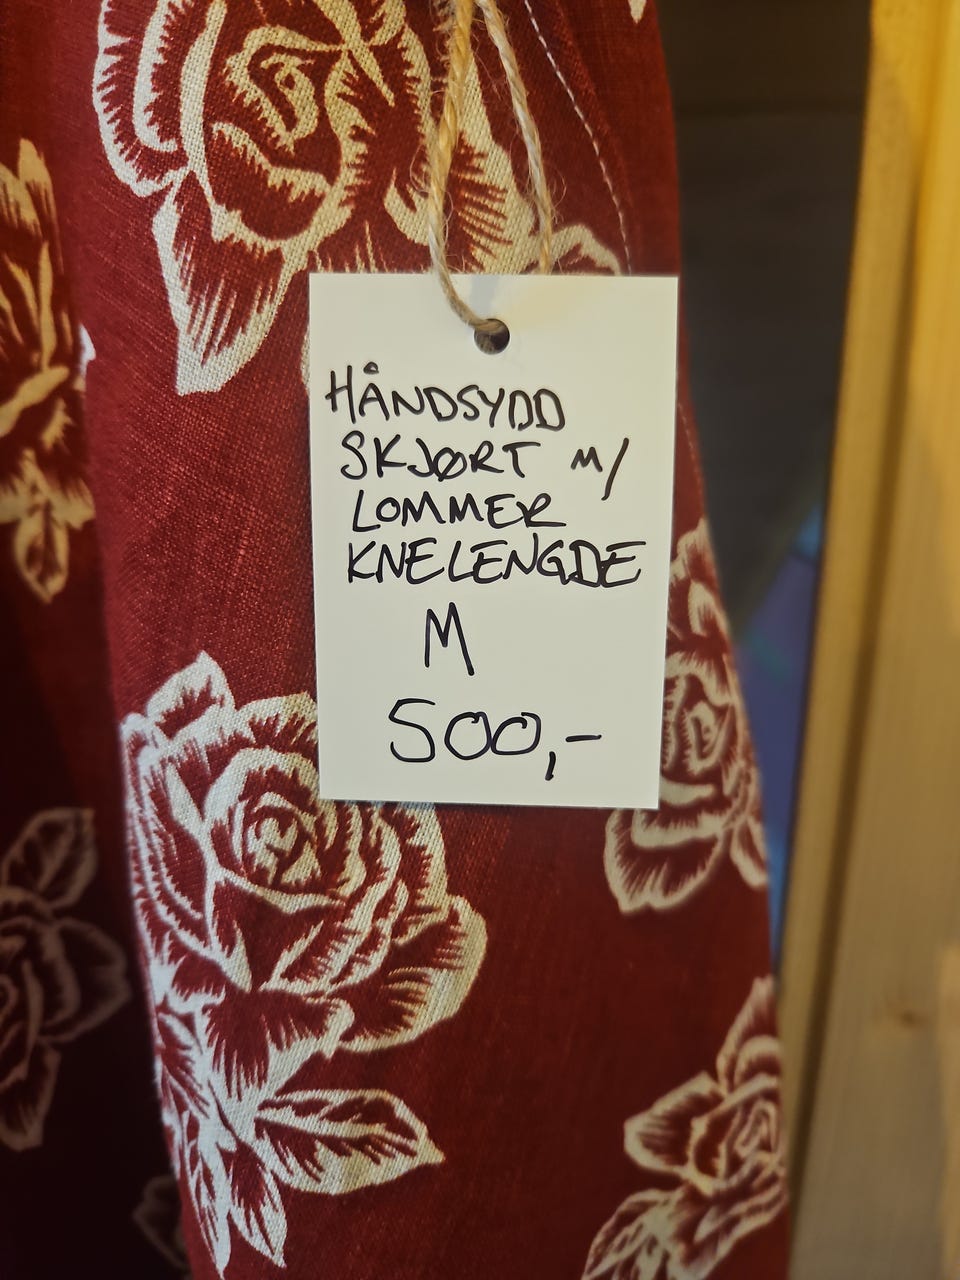 HÅNDSYDD
SKJØRT M/
LOMMER
KNELENGDE
M
500,-